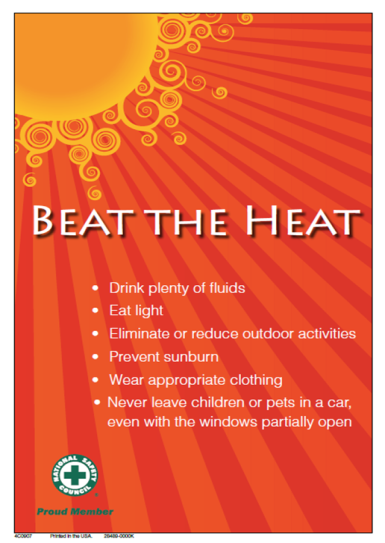 BEAT THE HEAT
• Drink plenty of fluids
• Eat light
• Eliminate or reduce outdoor activities
• Prevent sunburn
• Wear appropriate clothing
• Never leave children or pets in a car,
even with the windows partially open
NATIONAL SAFETY
COUNCIL
Proud Member
4C0907 Printed in the USA. 28489-0000K